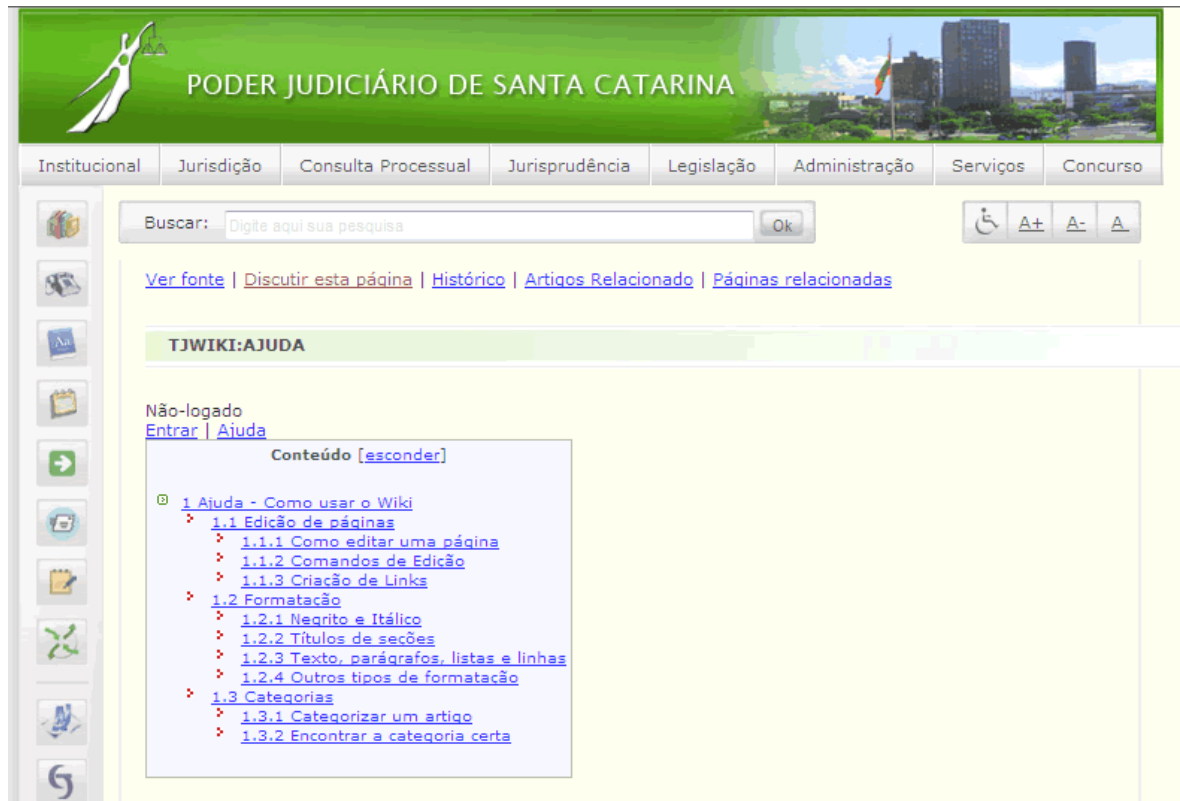 PODER JUDICIÁRIO DE SANTA CATARINA
Institucional Jurisdição Consulta Processual Jurisprudência Legislação Administração Serviços Concurso
Buscar: Digite aqui sua pesquisa Ok A+ A- A
Ver fonte | Discutir esta página | Histórico | Artigos Relacionado | Páginas relacionadas
TJWIKI:AJUDA
Não-logado
Entrar | Ajuda
Conteúdo [esconder]
1 Ajuda - Como usar o Wiki
1.1 Edição de páginas
1.1.1 Como editar uma página
1.1.2 Comandos de Edição
1.1.3 Criação de Links
1.2 Formatação
1.2.1 Negrito e Itálico
1.2.2 Títulos de seções
1.2.3 Texto, parágrafos, listas e linhas
1.2.4 Outros tipos de formatação
1.3 Categorias
1.3.1 Categorizar um artigo
1.3.2 Encontrar a categoria certa